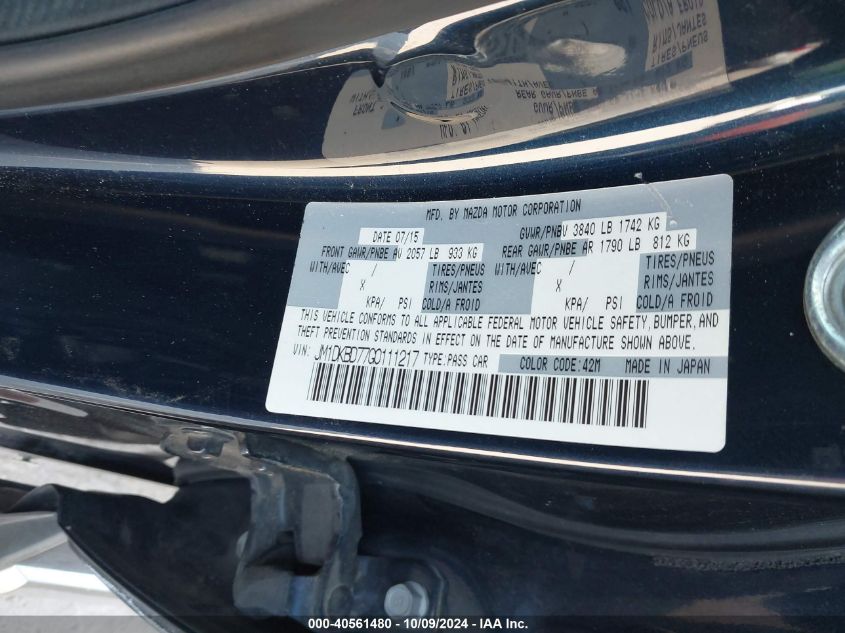 MFD. BY MAZDA MOTOR CORPORATION
DATE 07/15 GVWR/PNBV 3840 LB 1742 KG
FRONT GAWR/PNBE AV 2057 LB 933 KG REAR GAWR/PNBE AR 1790 LB 812 KG
WITH/AVEC / TIRES/PNEUS WITH/AVEC / TIRES/PNEUS
X RIMS/JANTES X RIMS/JANTES
KPA/ PSI COLD/A FROID KPA/ PSI COLD/A FROID
THIS VEHICLE CONFORMS TO ALL APPLICABLE FEDERAL MOTOR VEHICLE SAFETY, BUMPER, AND
THEFT PREVENTION STANDARDS IN EFFECT ON THE DATE OF MANUFACTURE SHOWN ABOVE.
VIN: JM1DKBD77G0111217 TYPE:PASS CAR COLOR CODE:42M MADE IN JAPAN
000-40561480 - 10/09/2024 - IAA Inc.